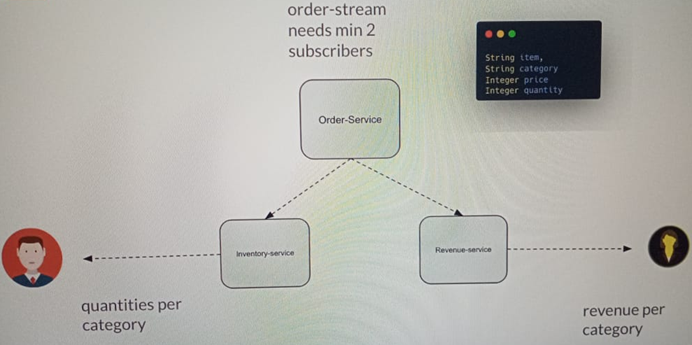 order-stream
needs min 2
subscribers
String item,
String category
Integer price
Integer quantity
Order-Service
Inventory-service
Revenue-service
quantities per
category
revenue per
category